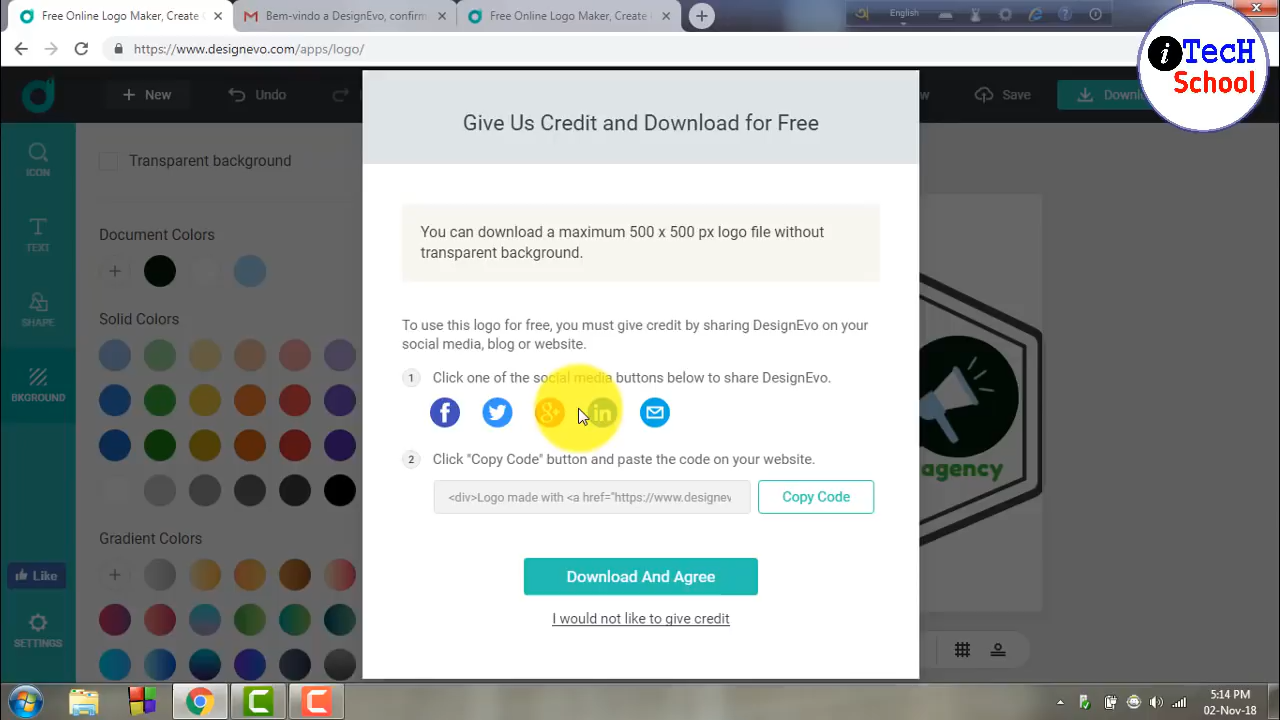 Free Online Logo Maker, Create
Bem-vindo a DesignEvo, confirm
Free Online Logo Maker, Create
English
https://www.designevo.com/apps/logo/
i TecH
School
New
Undo
Save
Transparent background
ICON
TEXT
SHAPE
BKGROUND
Like
SETTINGS
Document Colors
Solid Colors
Gradient Colors
Give Us Credit and Download for Free
You can download a maximum 500 x 500 px logo file without
transparent background.
To use this logo for free, you must give credit by sharing DesignEvo on your
social media, blog or website.
1 Click one of the social media buttons below to share DesignEvo.
2 Click "Copy Code" button and paste the code on your website.
<div>Logo made with <a href="https://www.designev
Copy Code
Download And Agree
I would not like to give credit
agency
5:14 PM
02-Nov-18